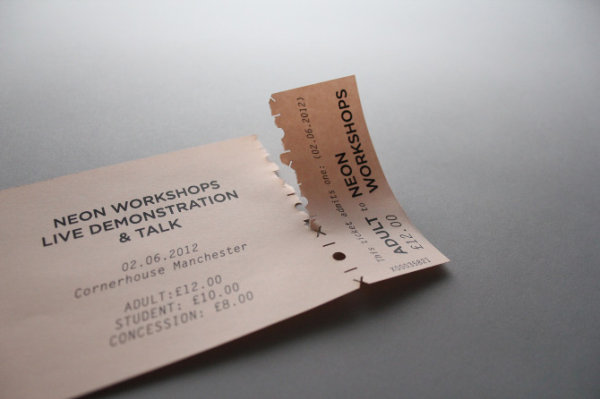 NEON WORKSHOPS
LIVE DEMONSTRATION
& TALK
02.06.2012
Cornerhouse Manchester
ADULT:£12.00
STUDENT: £10.00
CONCESSION: £8.00
NEON
WORKSHOPS
This ticket admits one: (02.06.2012)
ADULT to
£12.00